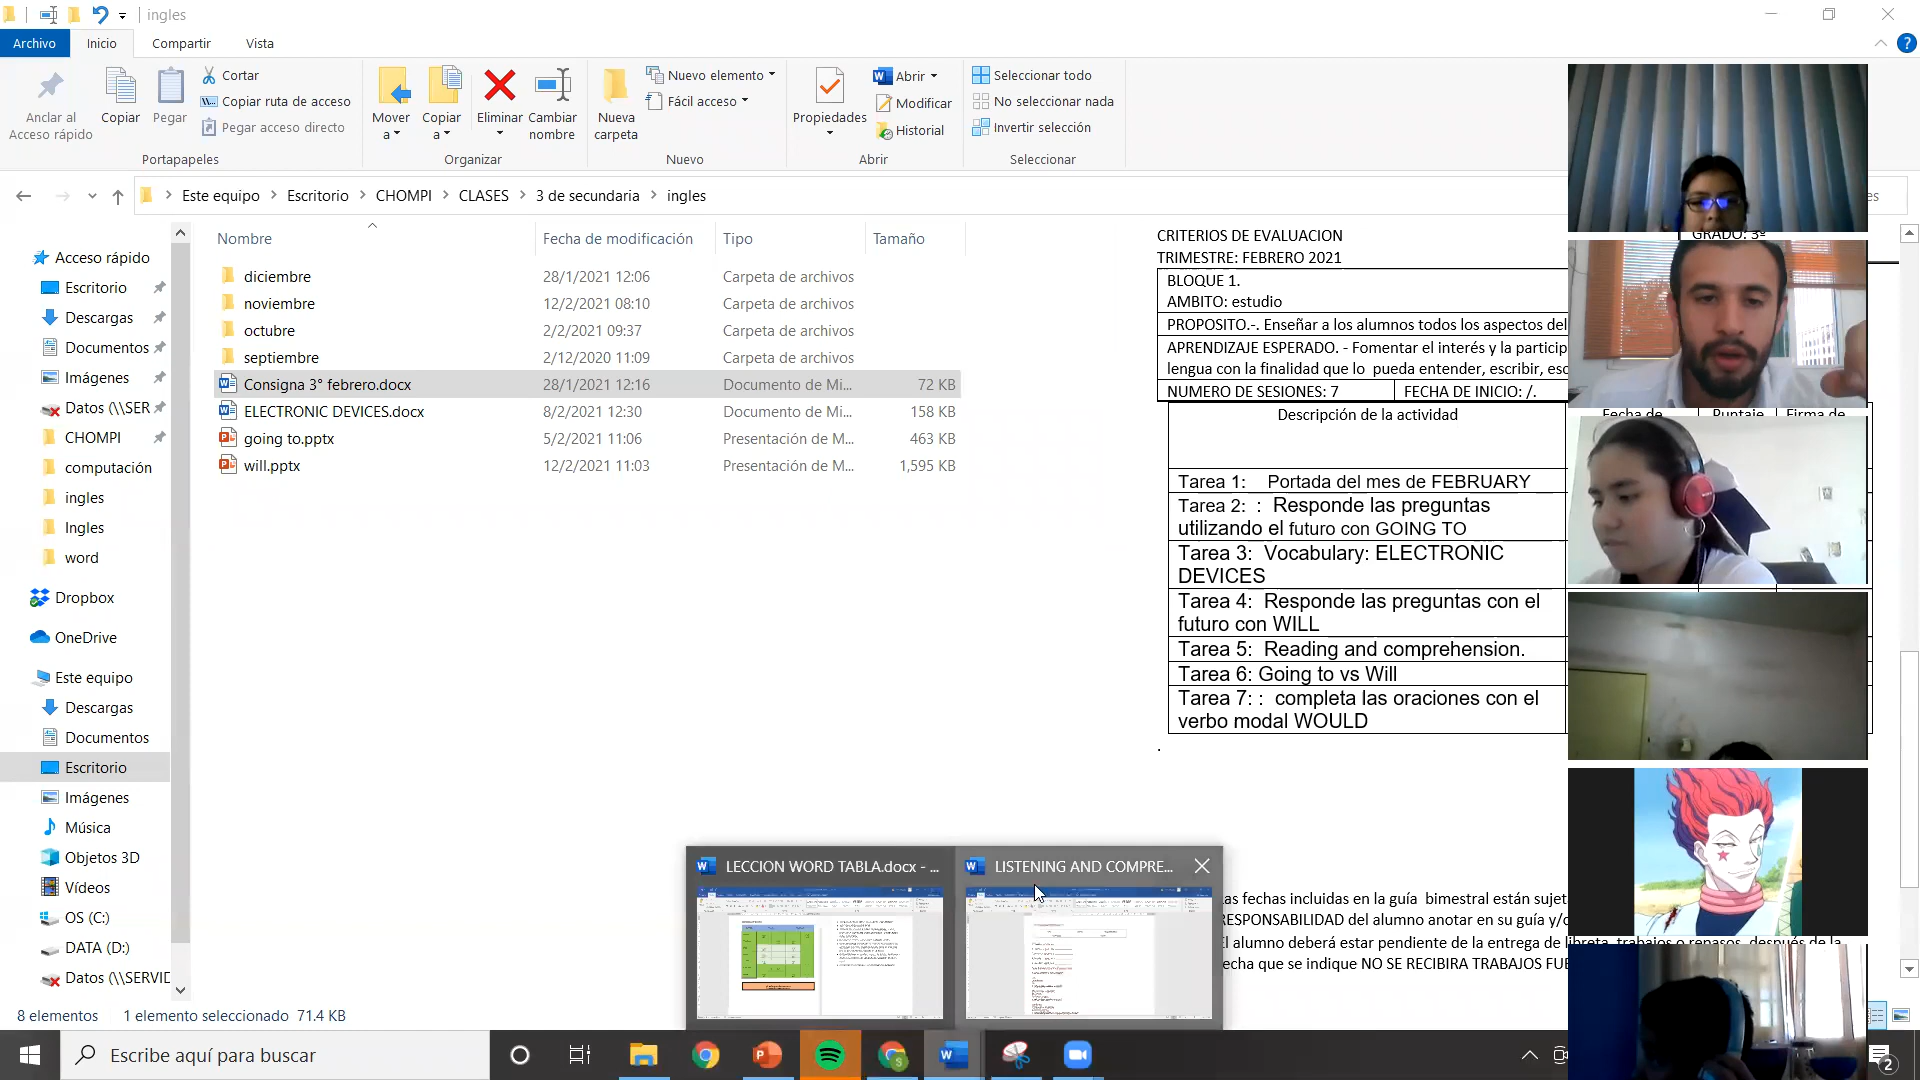 ingles
Archivo
Inicio
Compartir
Vista
Anclar al
Acceso rápido
Copiar
Pegar
Cortar
Copiar ruta de acceso
Pegar acceso directo
Portapapeles
Mover
a
Copiar
a
Eliminar
Cambiar
nombre
Organizar
Nueva
carpeta
Nuevo elemento
Fácil acceso
Nuevo
Propiedades
Abrir
Modificar
Historial
Abrir
Seleccionar todo
No seleccionar nada
Invertir selección
Seleccionar
Este equipo > Escritorio > CHOMPI > CLASES > 3 de secundaria > ingles
Nombre Fecha de modificación Tipo Tamaño
diciembre 28/1/2021 12:06 Carpeta de archivos
noviembre 12/2/2021 08:10 Carpeta de archivos
octubre 2/2/2021 09:37 Carpeta de archivos
septiembre 2/12/2020 11:09 Carpeta de archivos
Consigna 3° febrero.docx 28/1/2021 12:16 Documento de Mi... 72 KB
ELECTRONIC DEVICES.docx 8/2/2021 12:30 Documento de Mi... 158 KB
going to.pptx 5/2/2021 11:06 Presentación de M... 463 KB
will.pptx 12/2/2021 11:03 Presentación de M... 1,595 KB
Acceso rápido
Escritorio
Descargas
Documentos
Imágenes
Datos (\\SER
CHOMPI
computación
ingles
Ingles
word
Dropbox
OneDrive
Este equipo
Descargas
Documentos
Escritorio
Imágenes
Música
Objetos 3D
Vídeos
OS (C:)
DATA (D:)
Datos (\\SERVID
8 elementos 1 elemento seleccionado 71.4 KB
CRITERIOS DE EVALUACION
GRADO: 3º
TRIMESTRE: FEBRERO 2021
BLOQUE 1.
AMBITO: estudio
PROPOSITO.-. Enseñar a los alumnos todos los aspectos del
APRENDIZAJE ESPERADO. - Fomentar el interés y la particip
lengua con la finalidad que lo pueda entender, escribir, esc
NUMERO DE SESIONES: 7 FECHA DE INICIO: /.
Descripción de la actividad Fecha de Puntaje Firma de
Tarea 1: Portada del mes de FEBRUARY
Tarea 2: : Responde las preguntas
utilizando el futuro con GOING TO
Tarea 3: Vocabulary: ELECTRONIC
DEVICES
Tarea 4: Responde las preguntas con el
futuro con WILL
Tarea 5: Reading and comprehension.
Tarea 6: Going to vs Will
Tarea 7: : completa las oraciones con el
verbo modal WOULD
.
as fechas incluidas en la guía bimestral están sujet
RESPONSABILIDAD del alumno anotar en su guía y/o
El alumno deberá estar pendiente de la entrega de libreta, trabajos o repasos, después de la
echa que se indique NO SE RECIBIRA TRABAJOS FUE
LECCION WORD TABLA.docx - ...
LISTENING AND COMPRE...
Escribe aquí para buscar
2